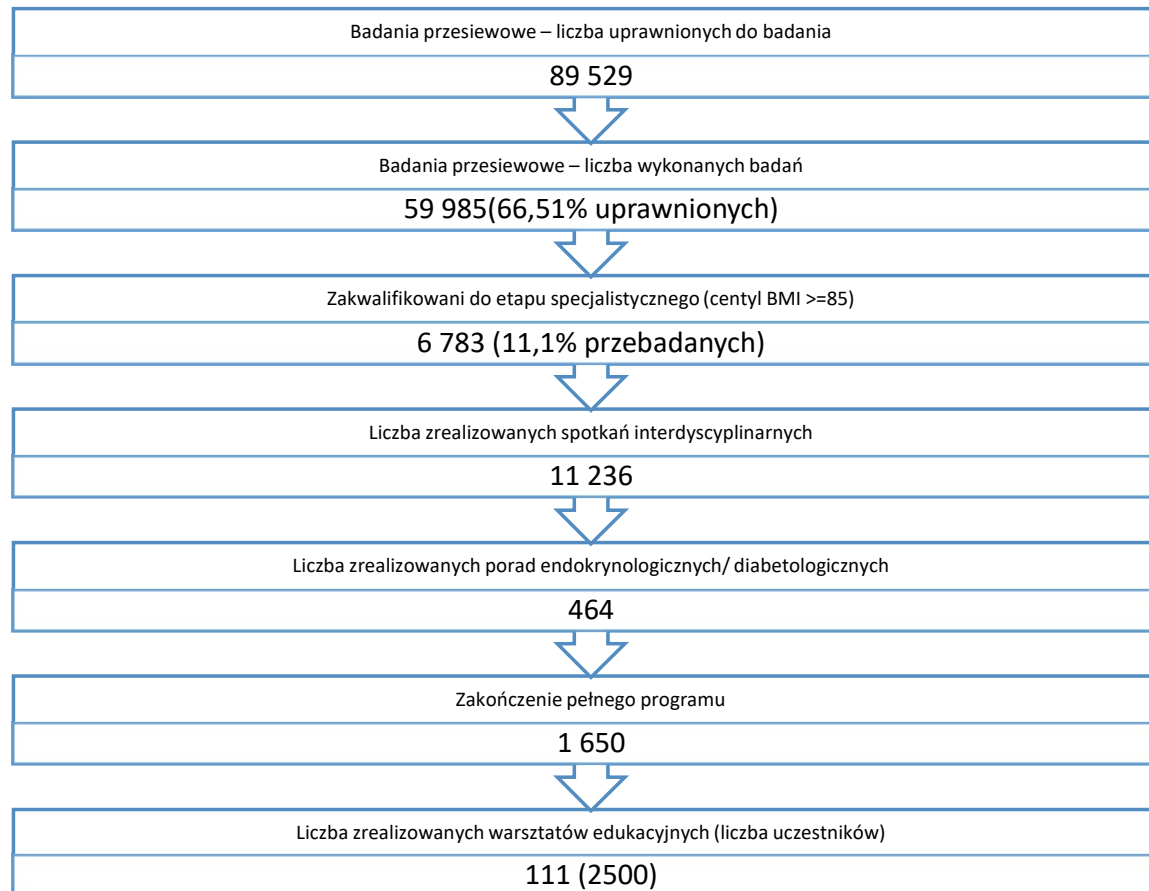 Badania przesiewowe – liczba uprawnionych do badania
89 529
Badania przesiewowe – liczba wykonanych badań
59 985(66,51% uprawnionych)
Zakwalifikowani do etapu specjalistycznego (centyl BMI >=85)
6 783 (11,1% przebadanych)
Liczba zrealizowanych spotkań interdyscyplinarnych
11 236
Liczba zrealizowanych porad endokrynologicznych/ diabetologicznych
464
Zakończenie pełnego programu
1 650
Liczba zrealizowanych warsztatów edukacyjnych (liczba uczestników)
111 (2500)